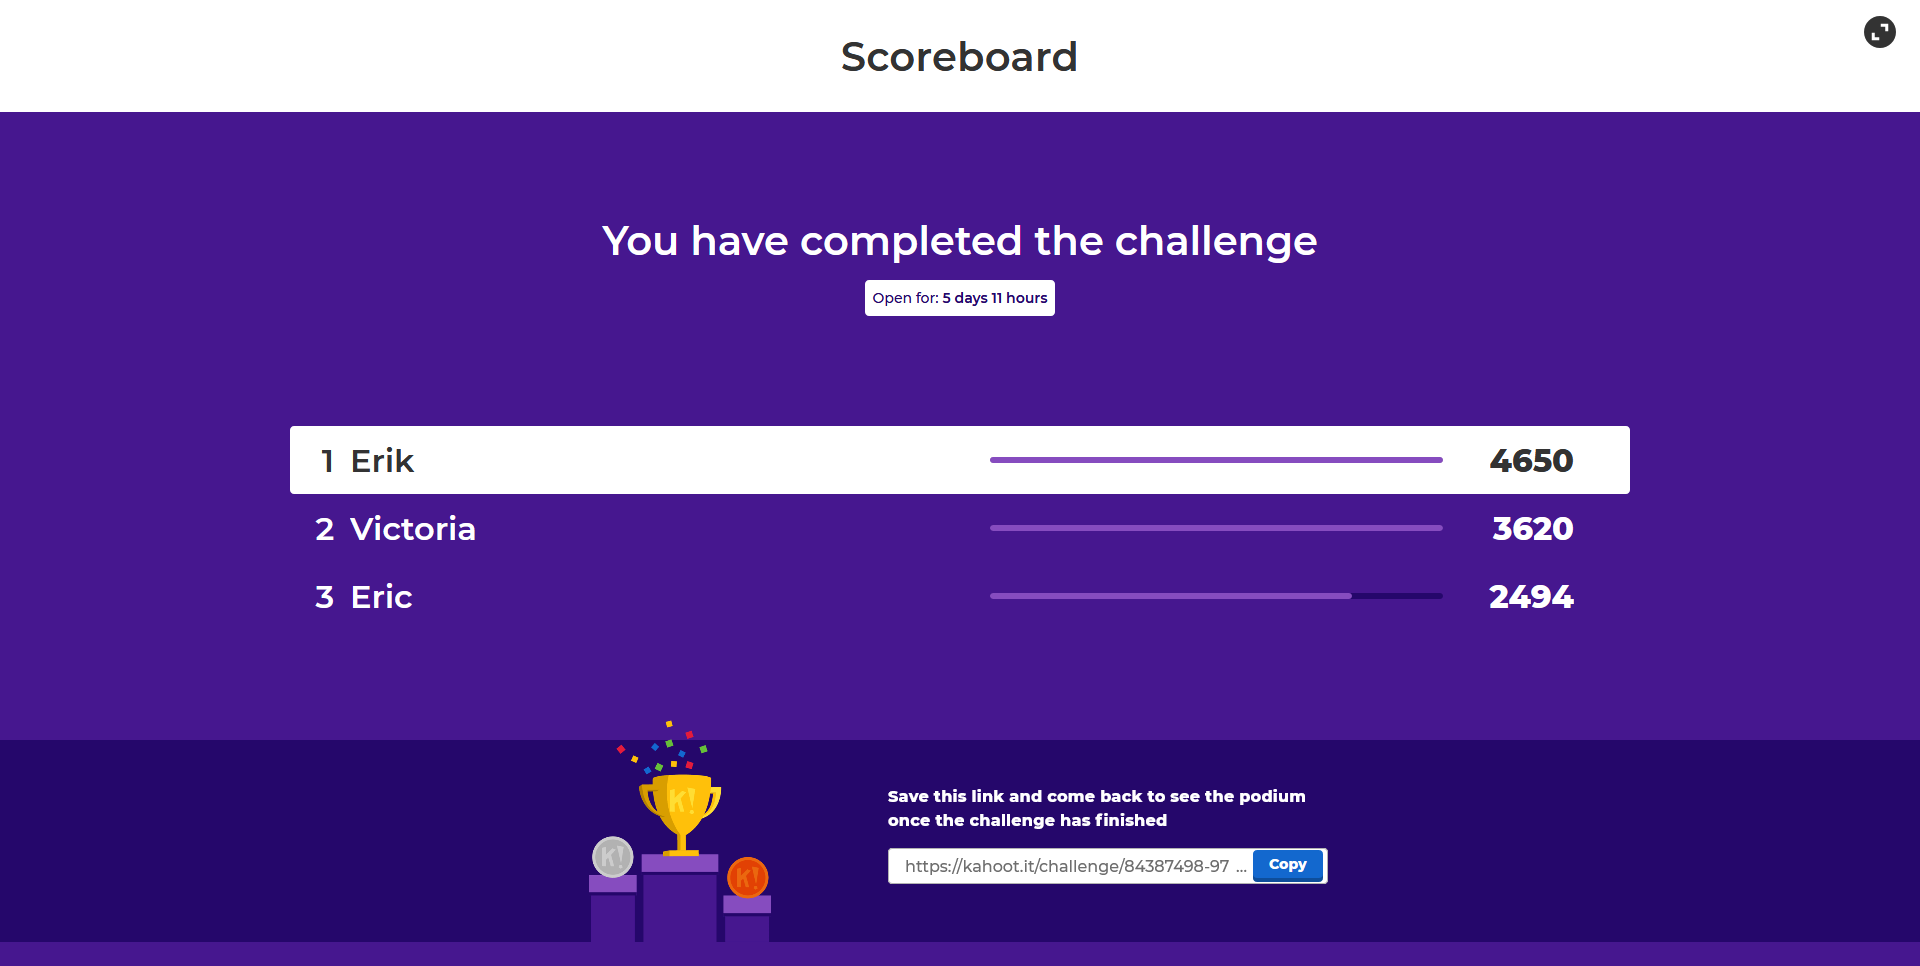 Scoreboard
You have completed the challenge
Open for: 5 days 11 hours
1 Erik 4650
2 Victoria 3620
3 Eric 2494
K!
K!
K!
Save this link and come back to see the podium
once the challenge has finished
https://kahoot.it/challenge/84387498-97 ... Copy